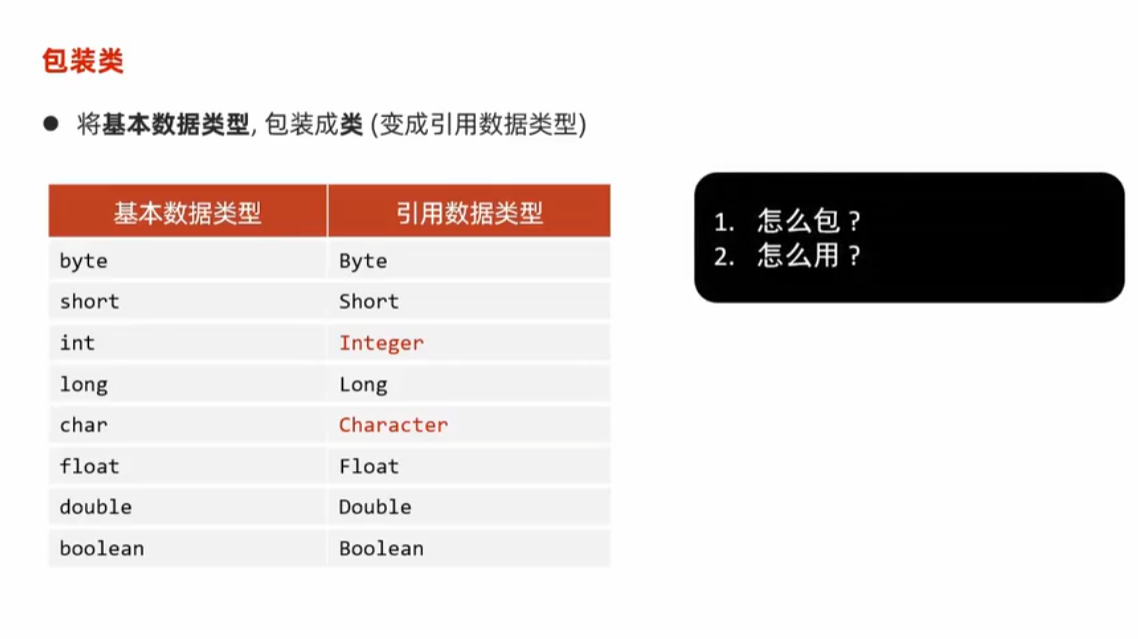 包装类
● 将基本数据类型, 包装成类 (变成引用数据类型)
基本数据类型 引用数据类型
byte Byte
short Short
int Integer
long Long
char Character
float Float
double Double
boolean Boolean
1. 怎么包？
2. 怎么用？